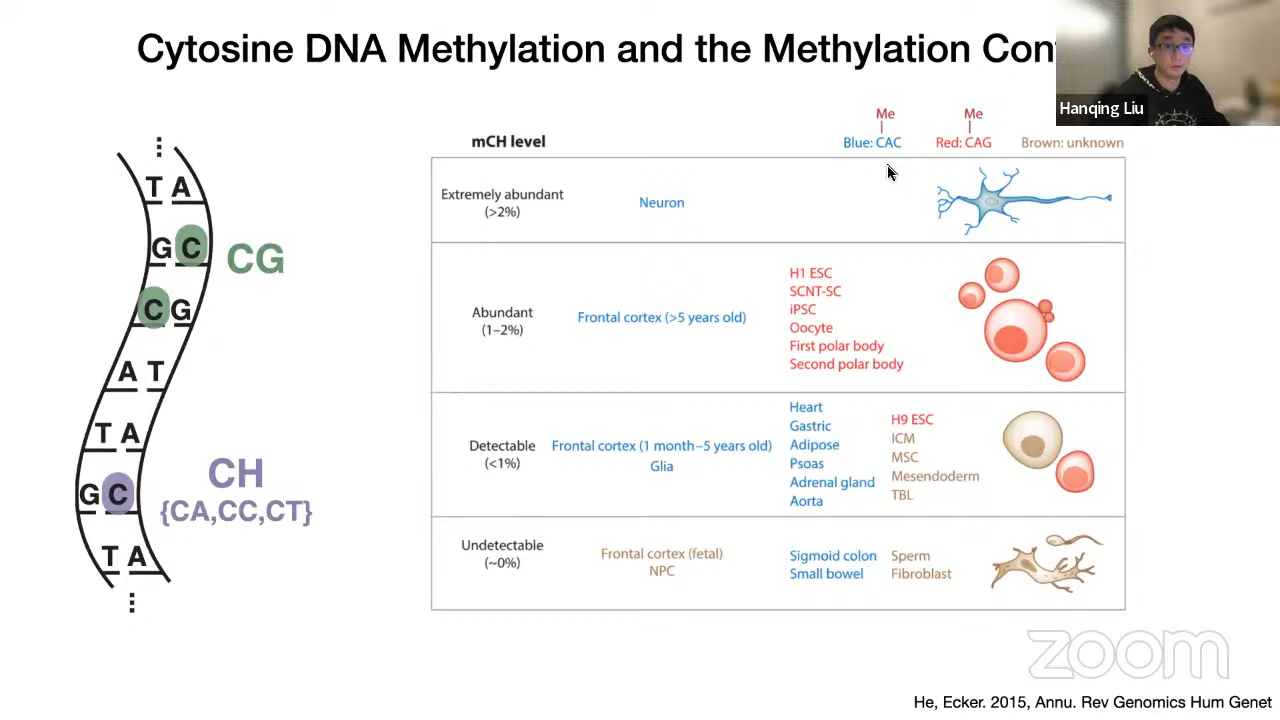 Cytosine DNA Methylation and the Methylation Con
Hanqing Liu
⋮
T A
G C
CG
C G
A T
T A
CH
G C
{CA,CC,CT}
T A
⋮
mCH level
Me
Me
Blue: CAC
Red: CAG
Brown: unknown
Extremely abundant
(>2%)
Neuron
Abundant
(1–2%)
Frontal cortex (>5 years old)
H1 ESC
SCNT-SC
iPSC
Oocyte
First polar body
Second polar body
Detectable
(<1%)
Frontal cortex (1 month–5 years old)
Glia
Heart
Gastric
Adipose
Psoas
Adrenal gland
Aorta
H9 ESC
ICM
MSC
Mesendoderm
TBL
Undetectable
(~0%)
Frontal cortex (fetal)
NPC
Sigmoid colon
Small bowel
Sperm
Fibroblast
zoom
He, Ecker. 2015, Annu. Rev Genomics Hum Genet